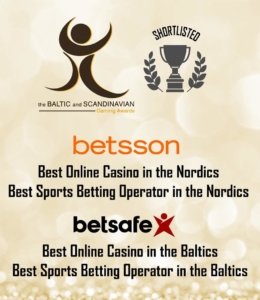 SHORTLISTED
the BALTIC and SCANDINAVIAN
Gaming Awards
betsson
Best Online Casino in the Nordics
Best Sports Betting Operator in the Nordics
betsafe
Best Online Casino in the Baltics
Best Sports Betting Operator in the Baltics